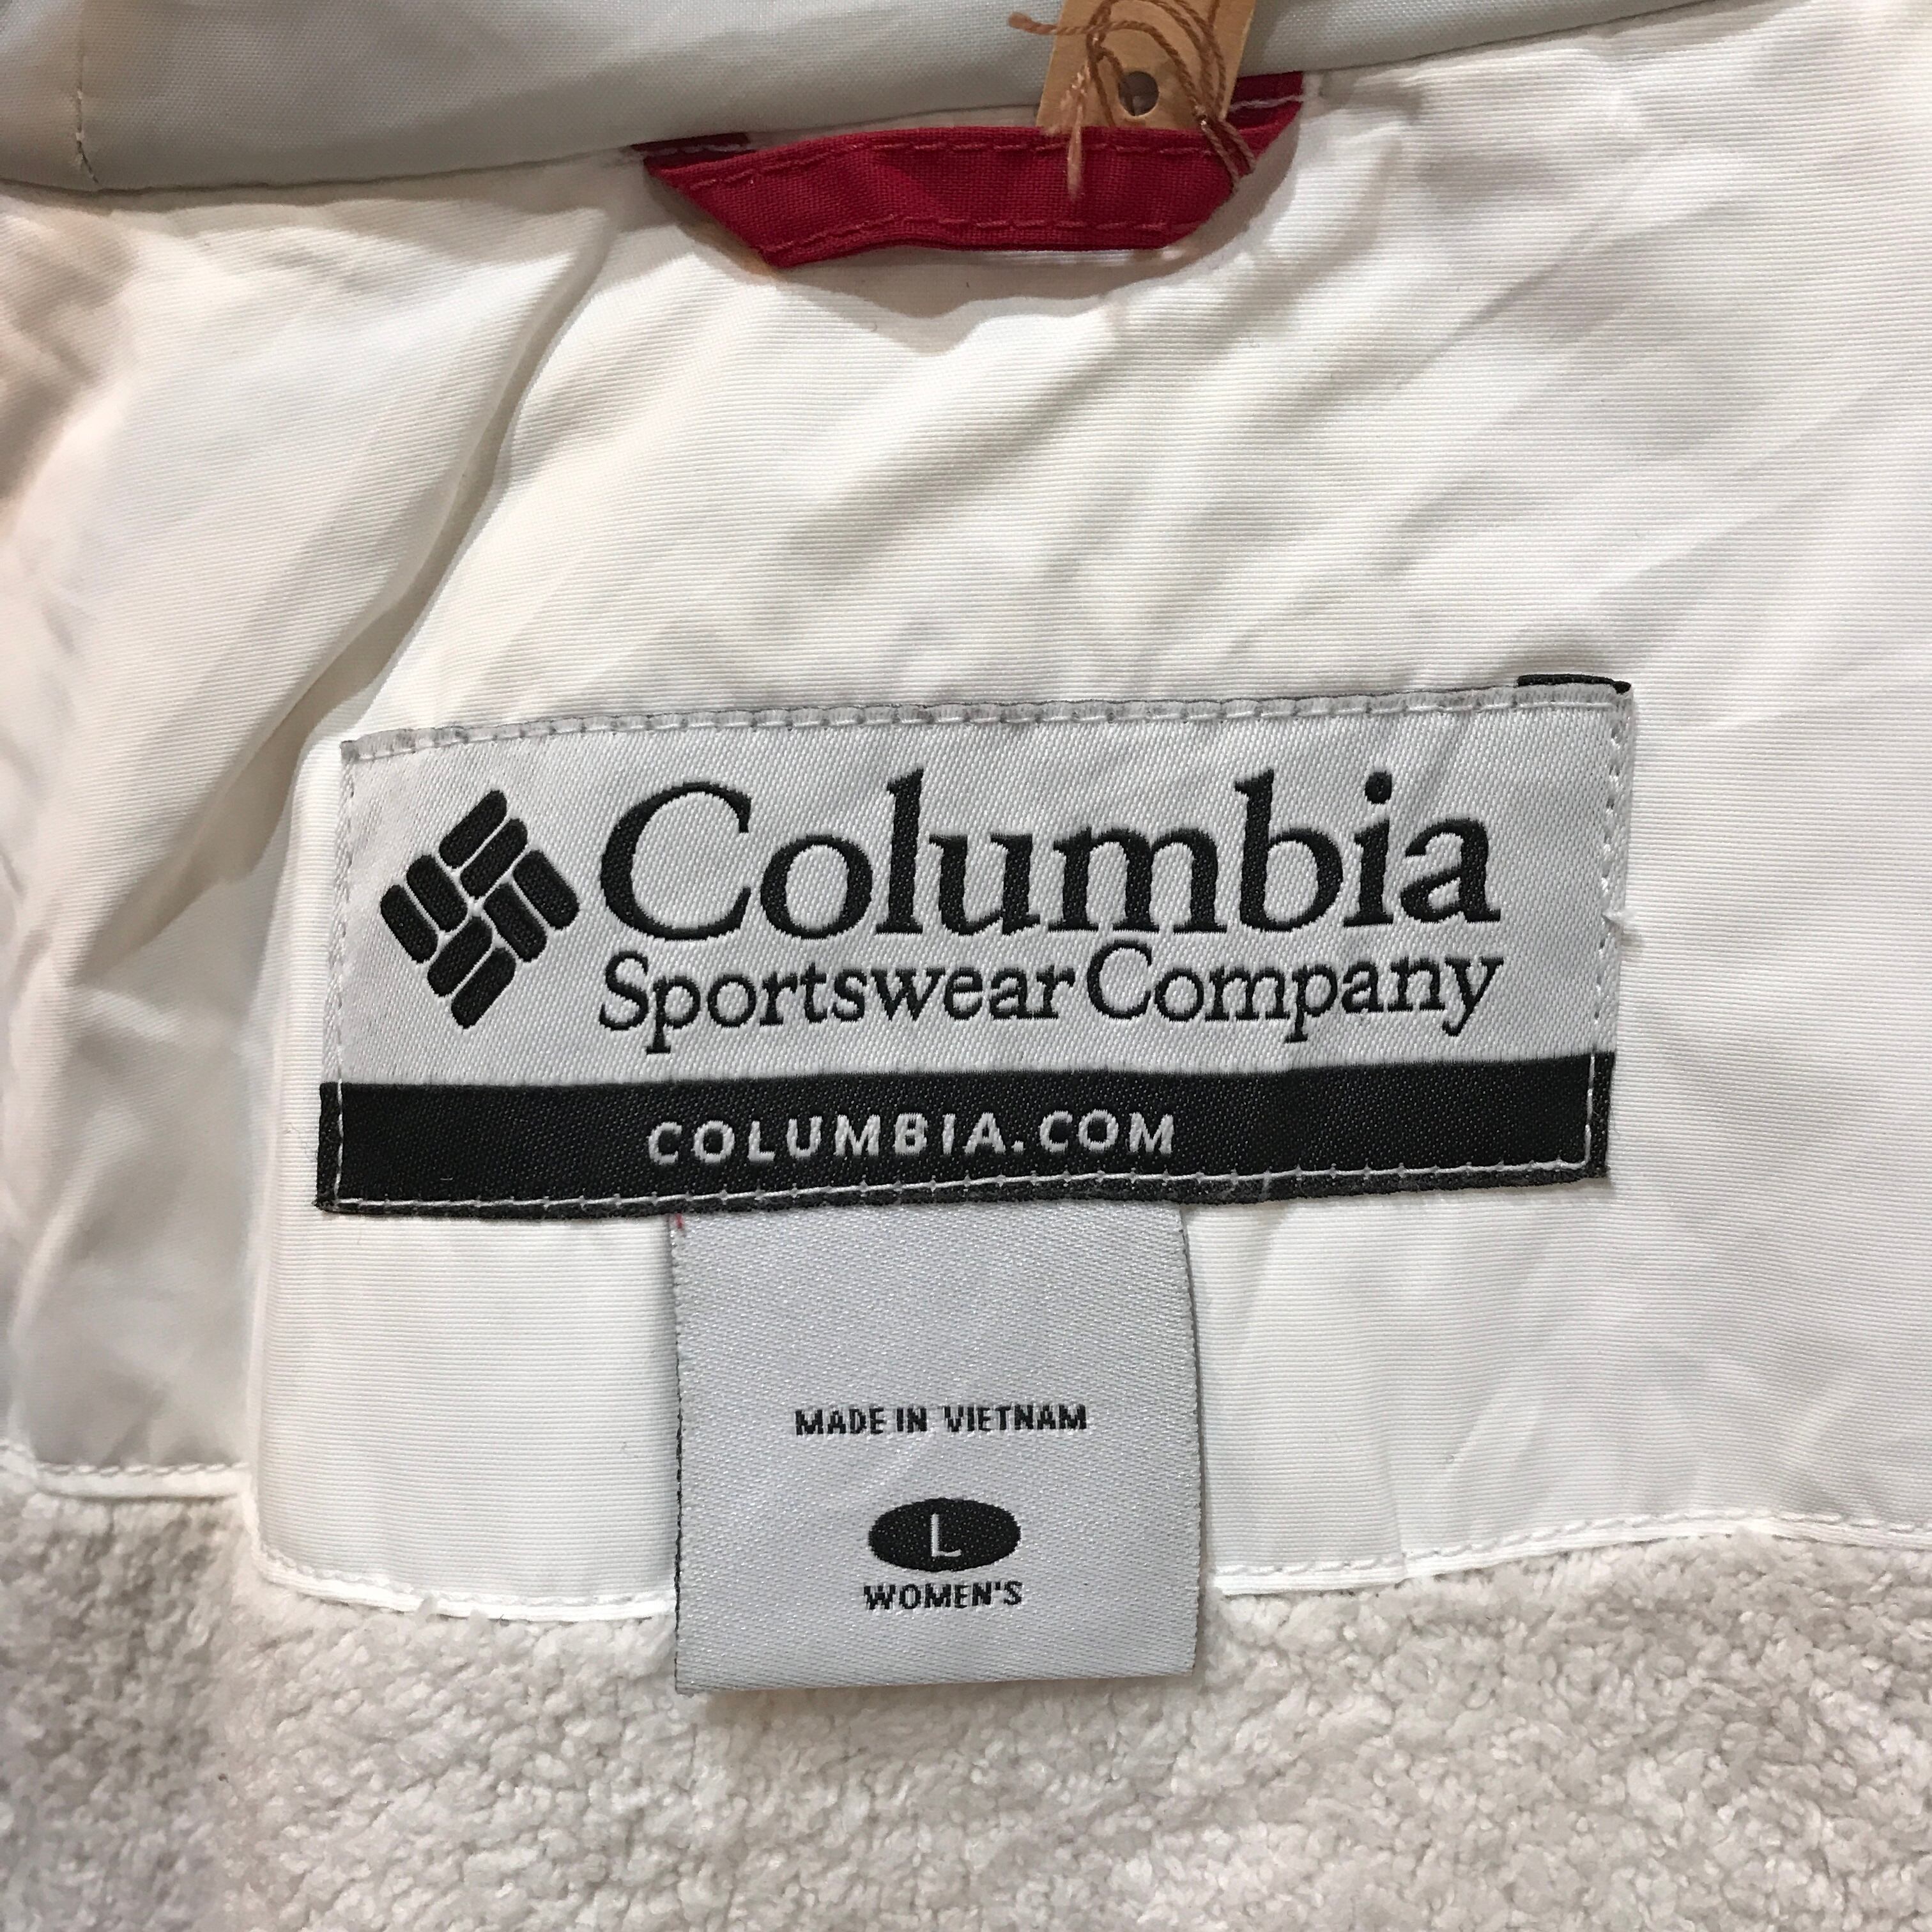 Columbia
Sportswear Company
COLUMBIA.COM
MADE IN VIETNAM
L
WOMEN'S